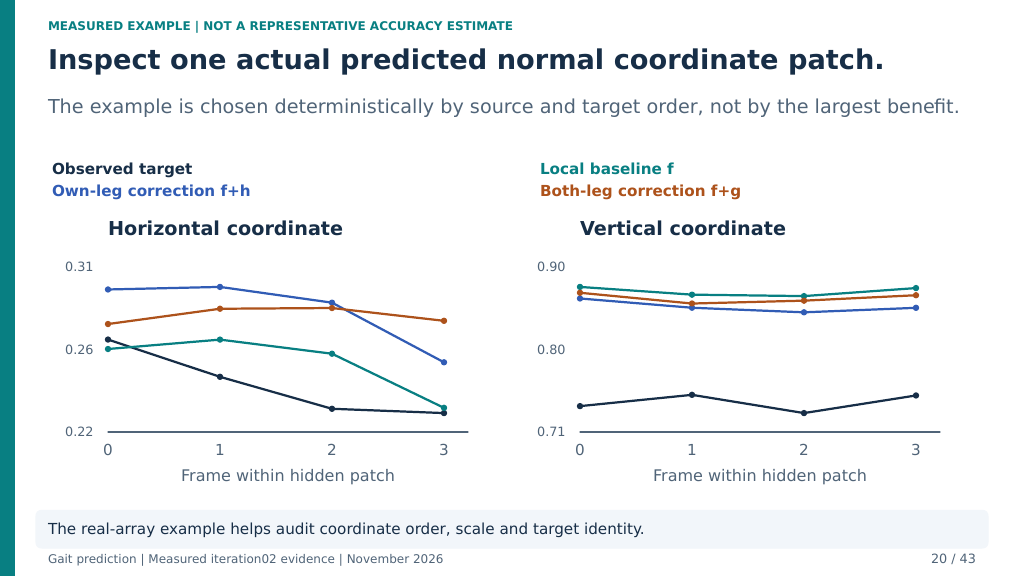 MEASURED EXAMPLE | NOT A REPRESENTATIVE ACCURACY ESTIMATE
Inspect one actual predicted normal coordinate patch.
The example is chosen deterministically by source and target order, not by the largest benefit.
Observed target
Own-leg correction f+h
Local baseline f
Both-leg correction f+g
Horizontal coordinate
0.31
0.26
0.22
0 1 2 3
Frame within hidden patch
Vertical coordinate
0.90
0.80
0.71
0 1 2 3
Frame within hidden patch
The real-array example helps audit coordinate order, scale and target identity.
Gait prediction | Measured iteration02 evidence | November 2026
20 / 43